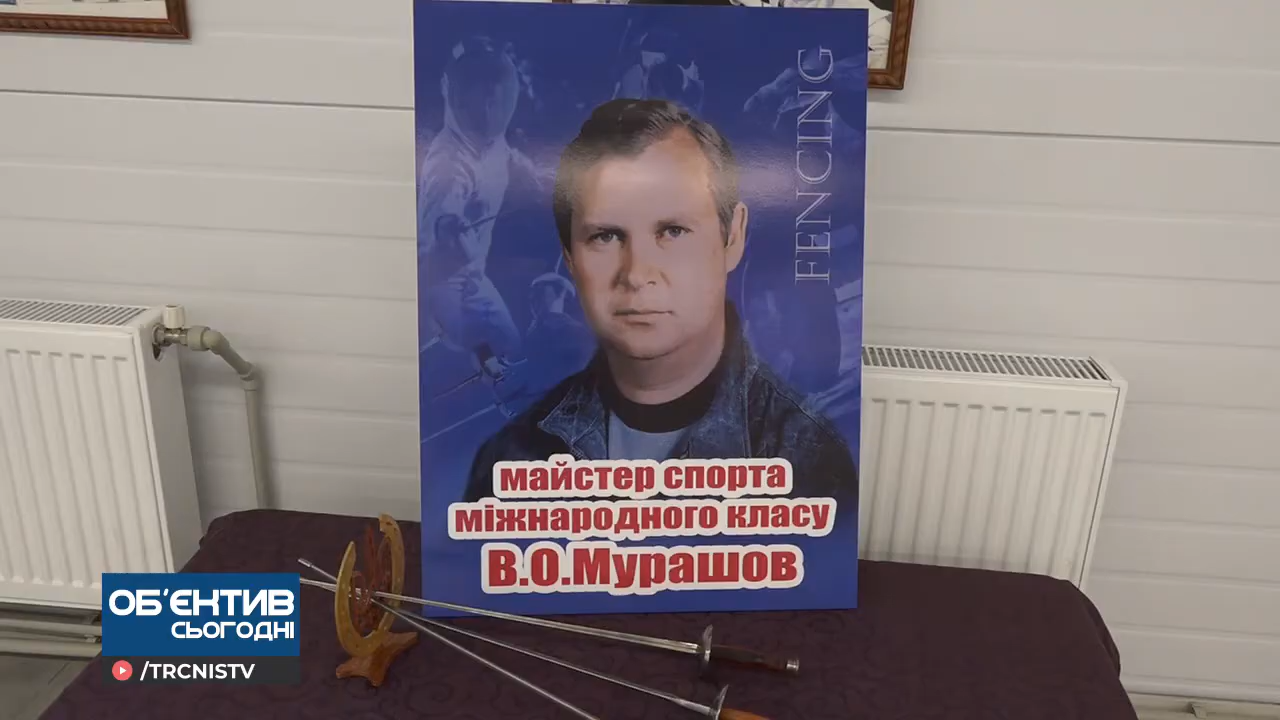 FENCING
майстер спорта
міжнародного класу
В.О.Мурашов
ОБ'ЄКТИВ
СЬОГОДНІ
/TRCNISTV